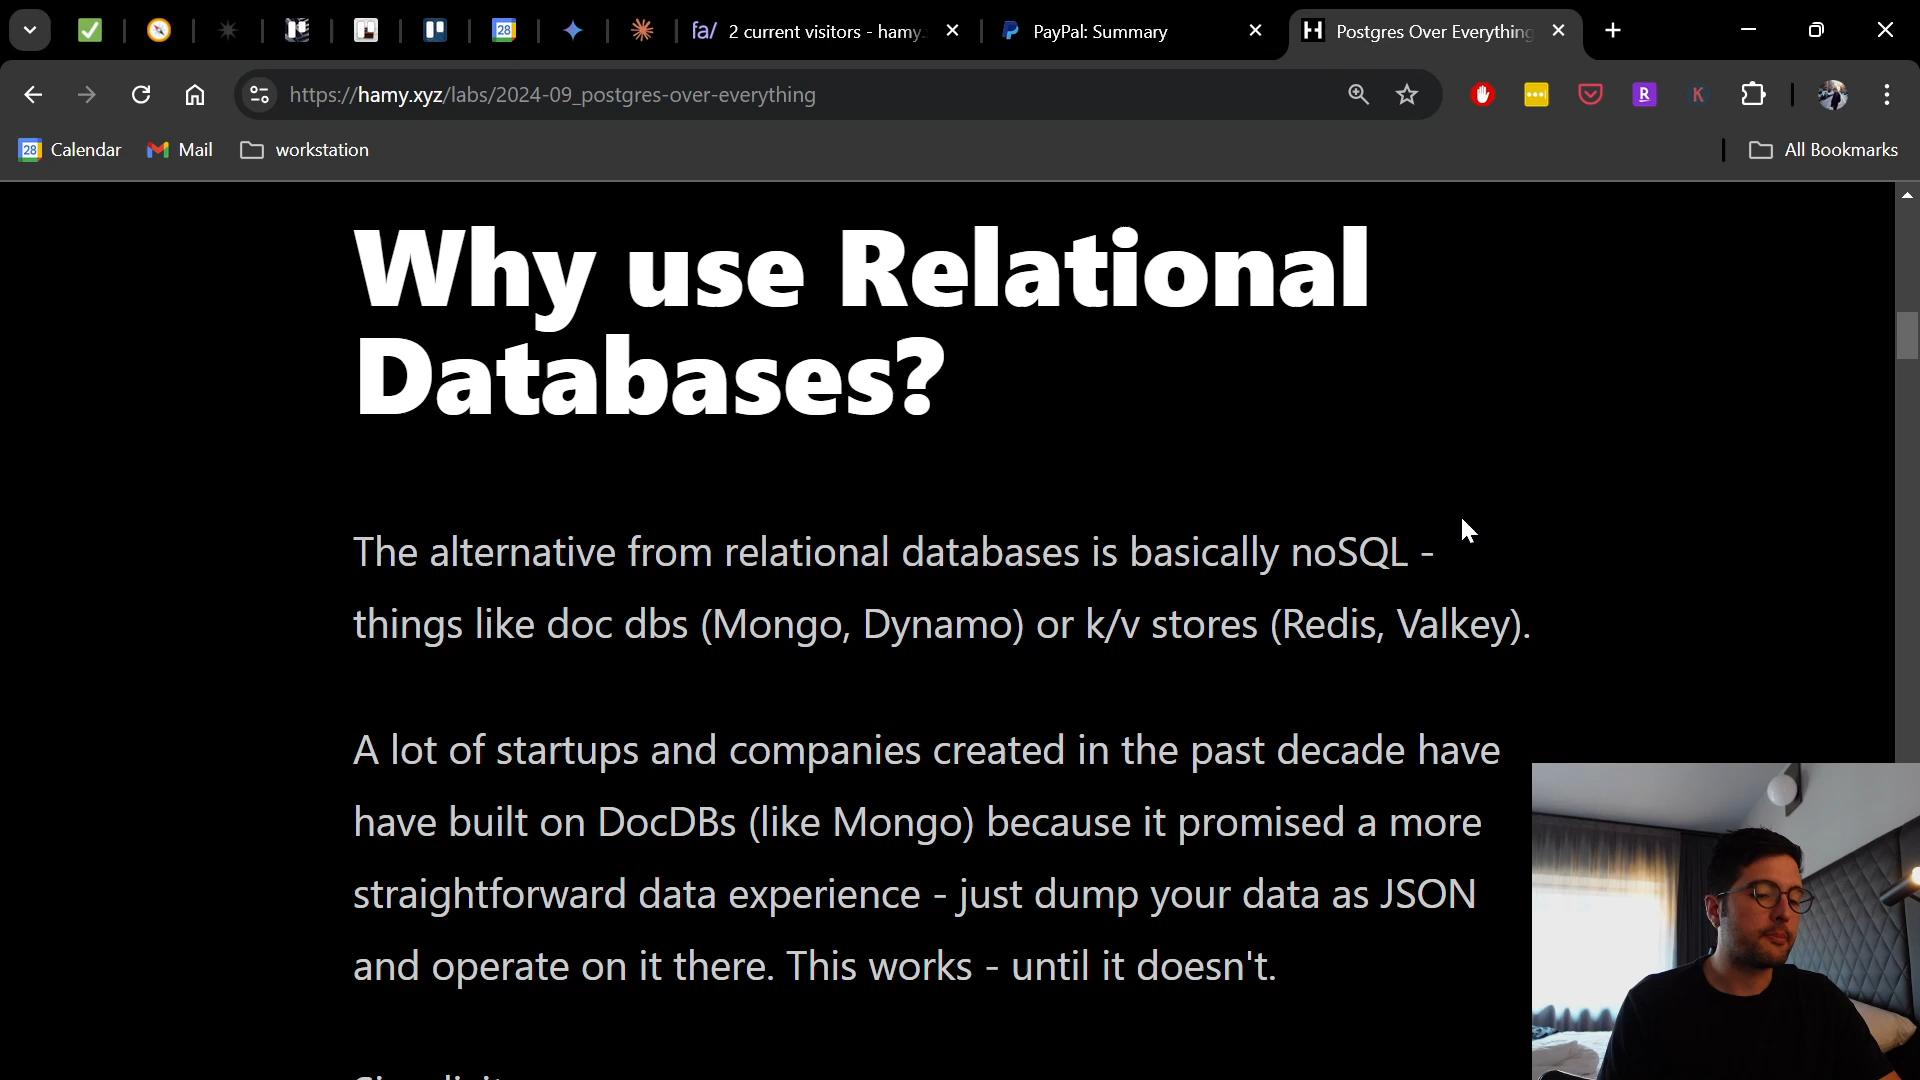 28
fa/ 2 current visitors - hamy
PayPal: Summary
Postgres Over Everything
https://hamy.xyz/labs/2024-09_postgres-over-everything
R
K
28 Calendar
Mail
workstation
All Bookmarks
Why use Relational
Databases?
The alternative from relational databases is basically noSQL -
things like doc dbs (Mongo, Dynamo) or k/v stores (Redis, Valkey).
A lot of startups and companies created in the past decade have
have built on DocDBs (like Mongo) because it promised a more
straightforward data experience - just dump your data as JSON
and operate on it there. This works - until it doesn't.